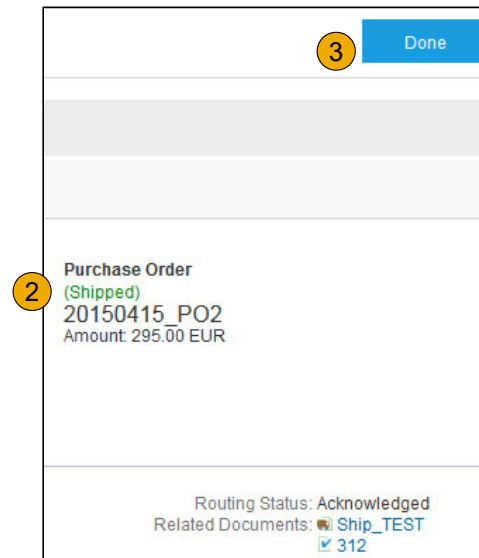 3
Done
Purchase Order
2
(Shipped)
20150415_PO2
Amount: 295.00 EUR
Routing Status: Acknowledged
Related Documents: Ship_TEST
312